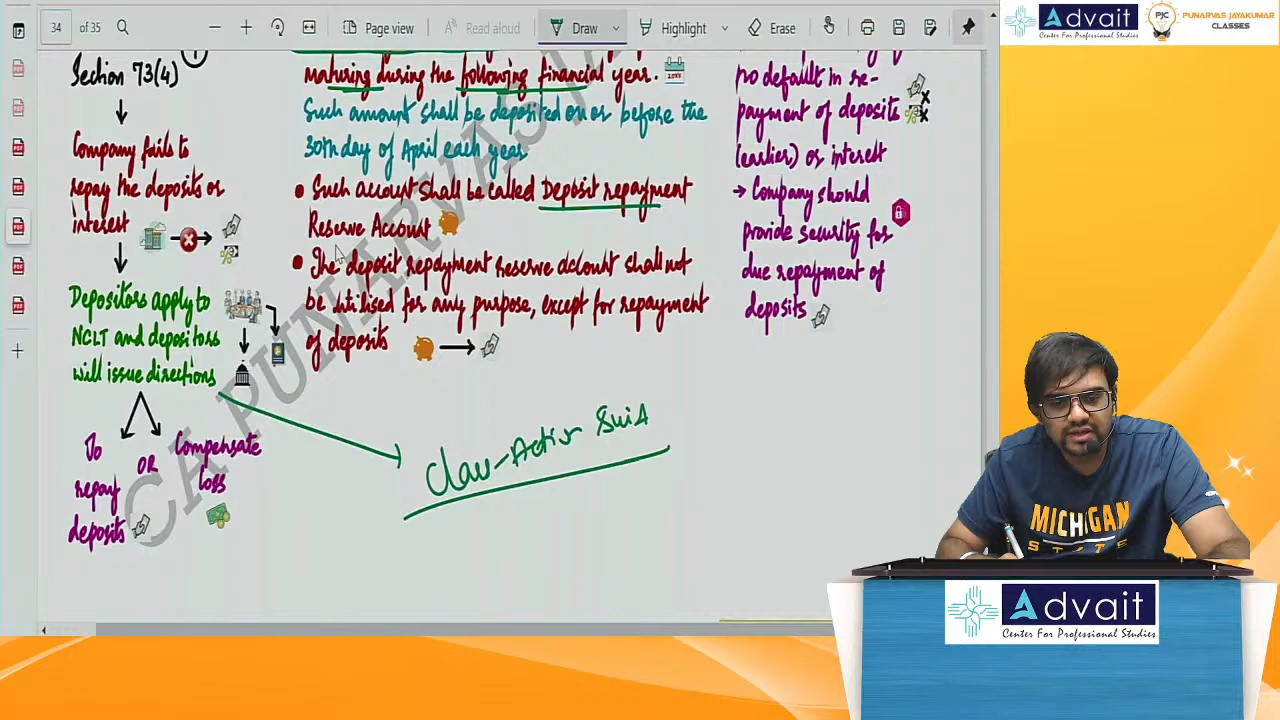 34
of 35
Page view
Read aloud
Draw
Highlight
Erase
Section 73(4)
Company fails to
repay the deposits or
interest
Depositors apply to
NCLT and depositors
will issue directions
To
repay
deposits
OR
Compensate
loss
maturing during the following financial year.
Such amount shall be deposited on or before the
30th day of April each year
• Such account shall be called Deposit repayment
Reserve Account
• The deposit repayment reserve account shall not
be utilised for any purpose, except for repayment
of deposits
Class-Action Suit
no default in re-
payment of deposits
(earlier) or interest
→ Company should
provide security for
due repayment of
deposits
CA PUNARVAS J
Advait
Center For Professional Studies
PJC
PUNARVAS JAYAKUMAR
CLASSES
MICHIGAN
STATE
Advait
Center For Professional Studies